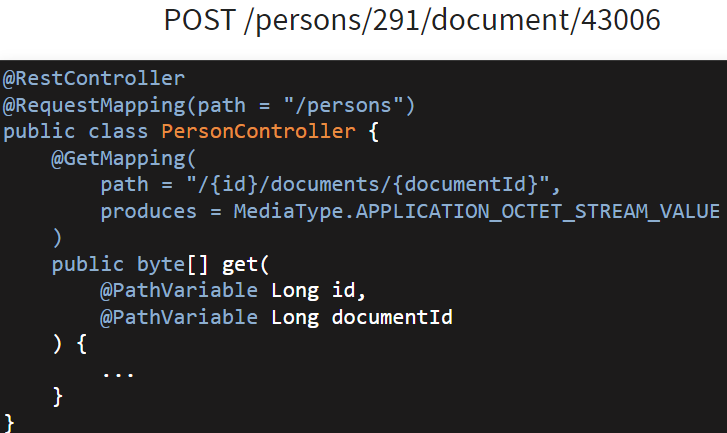 POST /persons/291/document/43006
@RestController
@RequestMapping(path = "/persons")
public class PersonController {
    @GetMapping(
        path = "/{id}/documents/{documentId}",
        produces = MediaType.APPLICATION_OCTET_STREAM_VALUE
    )
    public byte[] get(
        @PathVariable Long id,
        @PathVariable Long documentId
    ) {
        ...
    }
}